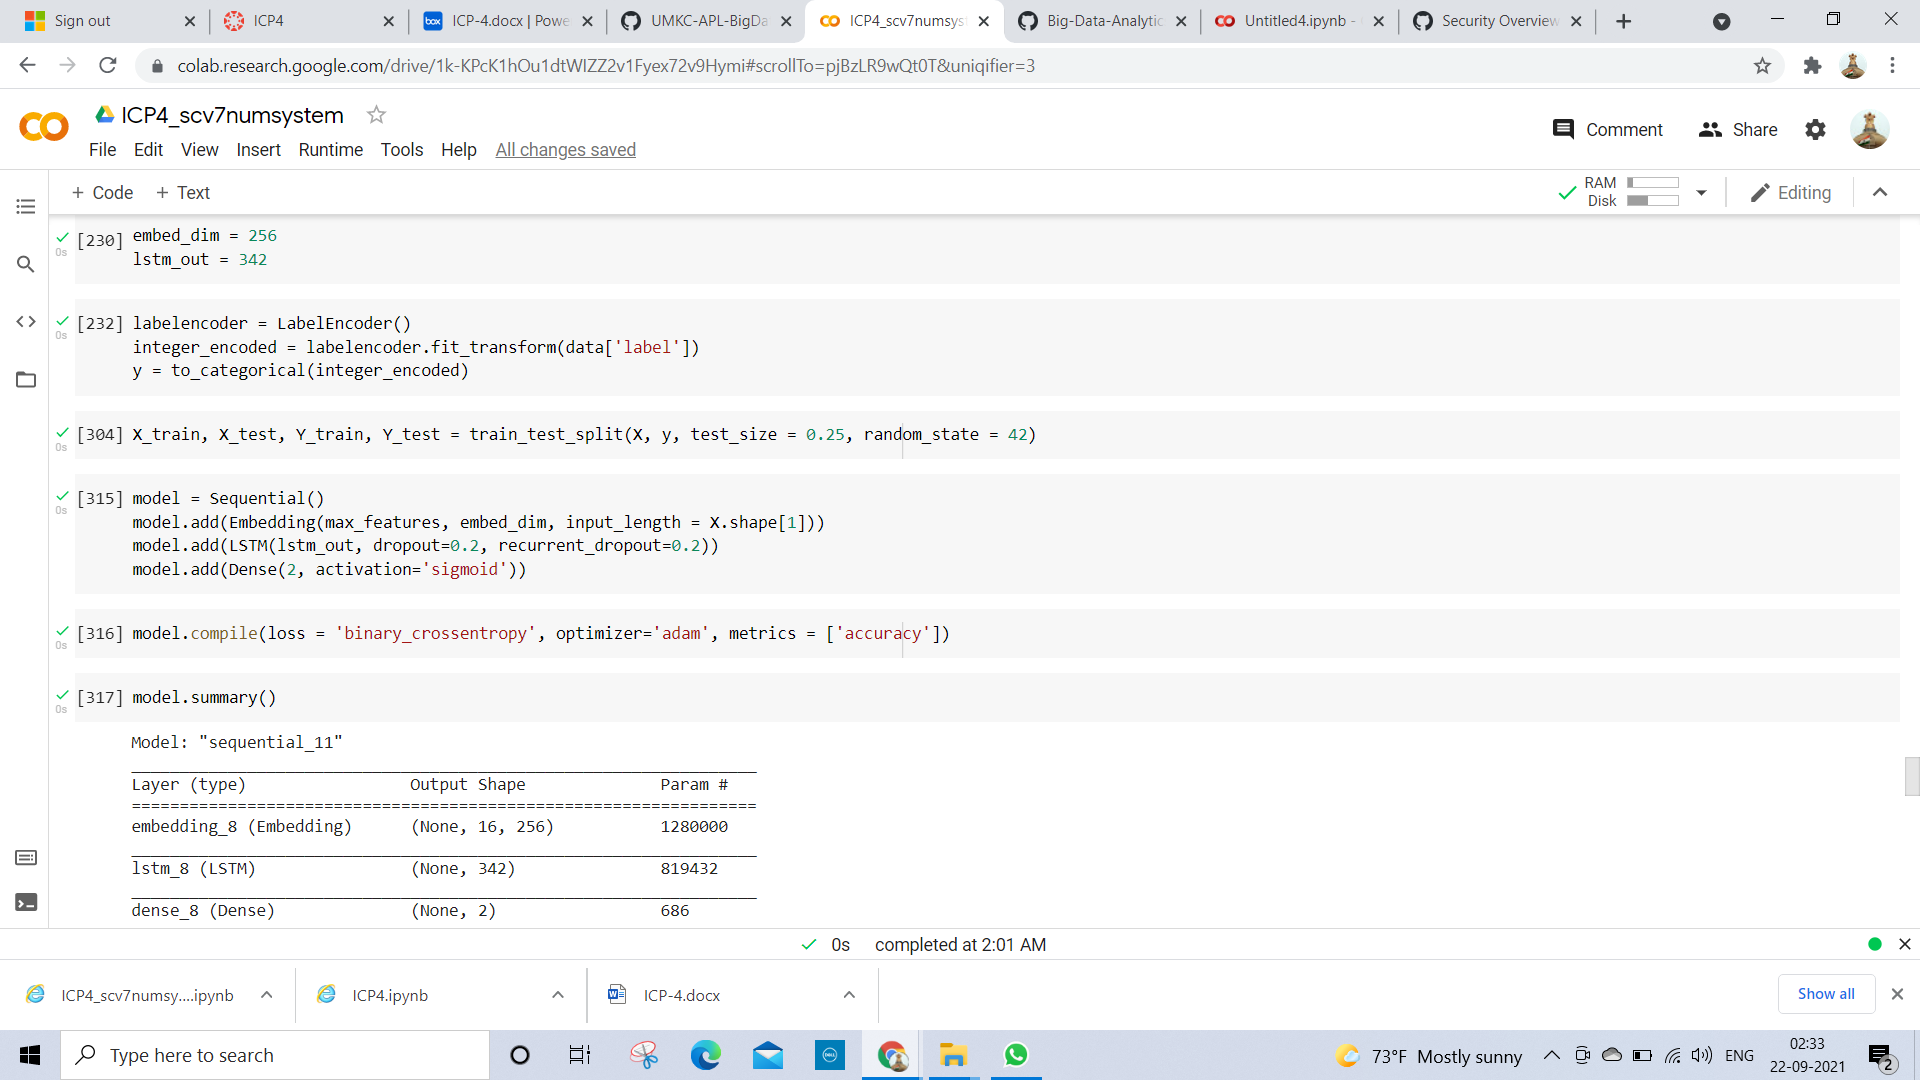 Sign out
ICP4
ICP-4.docx | Powe
UMKC-APL-BigDa
ICP4_scv7numsyst
Big-Data-Analytic
Untitled4.ipynb -
Security Overview
colab.research.google.com/drive/1k-KPcK1hOu1dtWIZZ2v1Fyex72v9Hymi#scrollTo=pjBzLR9wQt0T&uniqifier=3
ICP4_scv7numsystem
Comment
Share
File Edit View Insert Runtime Tools Help All changes saved
+ Code + Text
RAM
Disk
Editing
[230] embed_dim = 256
0s
lstm_out = 342
[232] labelencoder = LabelEncoder()
0s
integer_encoded = labelencoder.fit_transform(data['label'])
y = to_categorical(integer_encoded)
[304] X_train, X_test, Y_train, Y_test = train_test_split(X, y, test_size = 0.25, random_state = 42)
0s
[315] model = Sequential()
0s
model.add(Embedding(max_features, embed_dim, input_length = X.shape[1]))
model.add(LSTM(lstm_out, dropout=0.2, recurrent_dropout=0.2))
model.add(Dense(2, activation='sigmoid'))
[316] model.compile(loss = 'binary_crossentropy', optimizer='adam', metrics = ['accuracy'])
0s
[317] model.summary()
0s
Model: "sequential_11"
_________________________________________________________________
Layer (type) Output Shape Param #
=================================================================
embedding_8 (Embedding) (None, 16, 256) 1280000
_________________________________________________________________
lstm_8 (LSTM) (None, 342) 819432
_________________________________________________________________
dense_8 (Dense) (None, 2) 686
0s completed at 2:01 AM
ICP4_scv7numsy....ipynb
ICP4.ipynb
ICP-4.docx
Show all
Type here to search
DELL
73°F Mostly sunny
ENG
02:33
22-09-2021
2